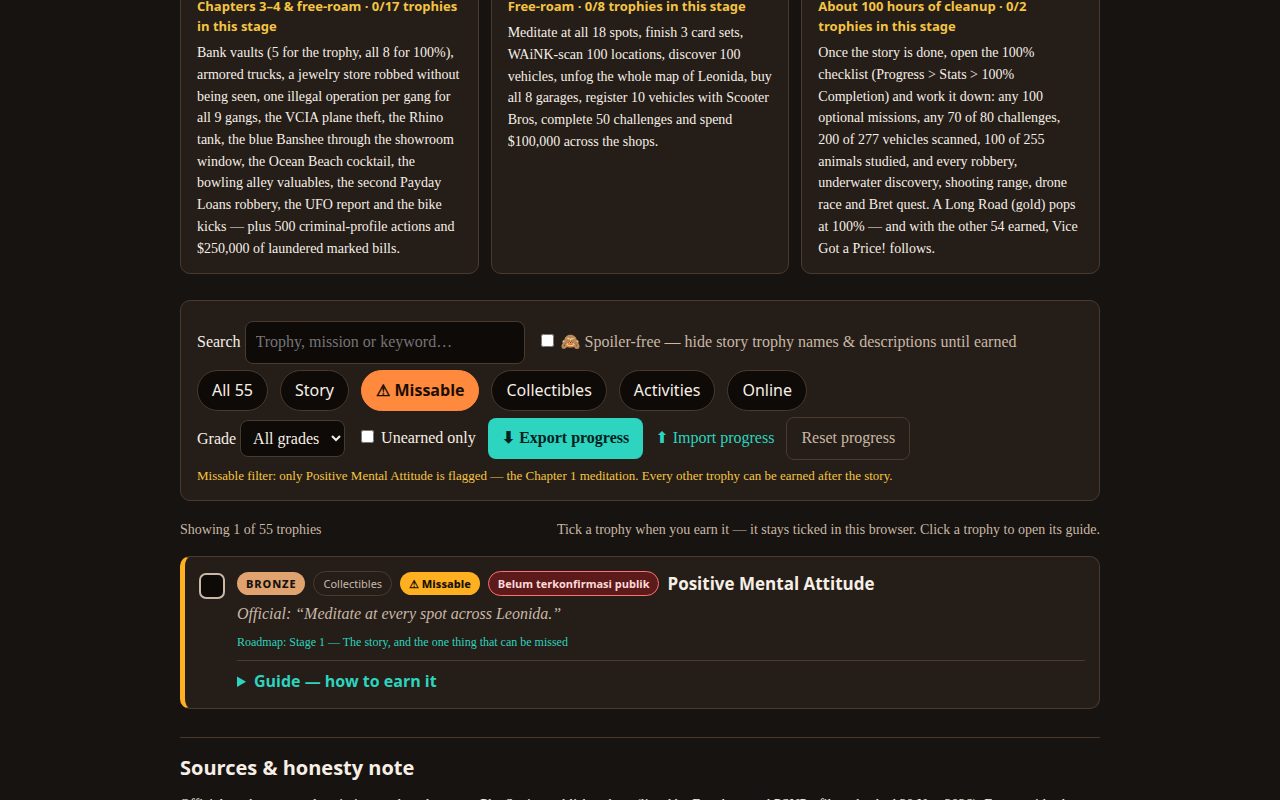 Chapters 3–4 & free-roam · 0/17 trophies
in this stage
Bank vaults (5 for the trophy, all 8 for 100%),
armored trucks, a jewelry store robbed without
being seen, one illegal operation per gang for
all 9 gangs, the VCIA plane theft, the Rhino
tank, the blue Banshee through the showroom
window, the Ocean Beach cocktail, the
bowling alley valuables, the second Payday
Loans robbery, the UFO report and the bike
kicks — plus 500 criminal-profile actions and
$250,000 of laundered marked bills.
Free-roam · 0/8 trophies in this stage
Meditate at all 18 spots, finish 3 card sets,
WAiNK-scan 100 locations, discover 100
vehicles, unfog the whole map of Leonida, buy
all 8 garages, register 10 vehicles with Scooter
Bros, complete 50 challenges and spend
$100,000 across the shops.
About 100 hours of cleanup · 0/2
trophies in this stage
Once the story is done, open the 100%
checklist (Progress > Stats > 100%
Completion) and work it down: any 100
optional missions, any 70 of 80 challenges,
200 of 277 vehicles scanned, 100 of 255
animals studied, and every robbery,
underwater discovery, shooting range, drone
race and Bret quest. A Long Road (gold) pops
at 100% — and with the other 54 earned, Vice
Got a Price! follows.
Search Trophy, mission or keyword… 🙈 Spoiler-free — hide story trophy names & descriptions until earned
All 55 Story ⚠ Missable Collectibles Activities Online
Grade All grades Unearned only ⬇ Export progress ⬆ Import progress Reset progress
Missable filter: only Positive Mental Attitude is flagged — the Chapter 1 meditation. Every other trophy can be earned after the story.
Showing 1 of 55 trophies Tick a trophy when you earn it — it stays ticked in this browser. Click a trophy to open its guide.
BRONZE Collectibles ⚠ Missable Belum terkonfirmasi publik Positive Mental Attitude
Official: “Meditate at every spot across Leonida.”
Roadmap: Stage 1 — The story, and the one thing that can be missed
▶ Guide — how to earn it
Sources & honesty note